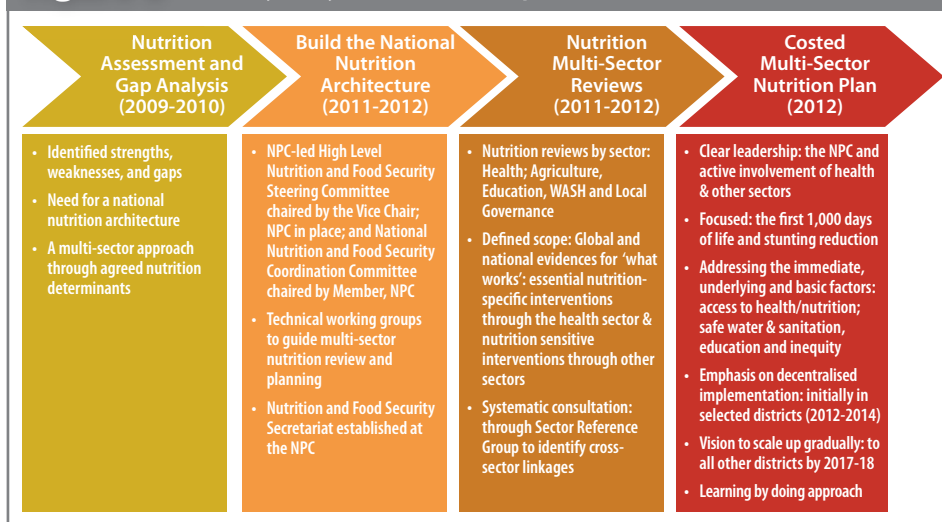 Nutrition
Assessment and
Gap Analysis
(2009-2010)
• Identified strengths,
weaknesses, and gaps
• Need for a national
nutrition architecture
• A multi-sector approach
through agreed nutrition
determinants
Build the National
Nutrition
Architecture
(2011-2012)
• NPC-led High Level
Nutrition and Food Security
Steering Committee
chaired by the Vice Chair;
NPC in place; and National
Nutrition and Food Security
Coordination Committee
chaired by Member, NPC
• Technical working groups
to guide multi-sector
nutrition review and
planning
• Nutrition and Food Security
Secretariat established at
the NPC
Nutrition
Multi-Sector
Reviews
(2011-2012)
• Nutrition reviews by sector:
Health; Agriculture,
Education, WASH and Local
Governance
• Defined scope: Global and
national evidences for ‘what
works’: essential nutrition-
specific interventions
through the health sector &
nutrition sensitive
interventions through other
sectors
• Systematic consultation:
through Sector Reference
Group to identify cross-
sector linkages
Costed
Multi-Sector
Nutrition Plan
(2012)
• Clear leadership: the NPC and
active involvement of health
& other sectors
• Focused: the first 1,000 days
of life and stunting reduction
• Addressing the immediate,
underlying and basic factors:
access to health/nutrition;
safe water & sanitation,
education and inequity
• Emphasis on decentralised
implementation: initially in
selected districts (2012-2014)
• Vision to scale up gradually: to
all other districts by 2017-18
• Learning by doing approach